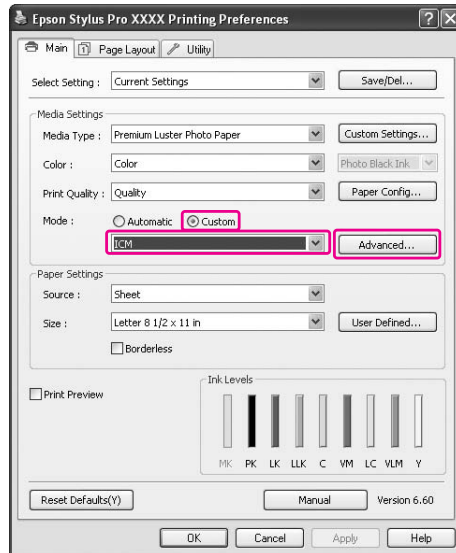 Epson Stylus Pro XXXX Printing Preferences
Main Page Layout Utility
Select Setting : Current Settings Save/Del...
Media Settings
Media Type : Premium Luster Photo Paper Custom Settings...
Color : Color Photo Black Ink
Print Quality : Quality Paper Config...
Mode : Automatic Custom
ICM Advanced...
Paper Settings
Source : Sheet
Size : Letter 8 1/2 x 11 in User Defined...
Borderless
Print Preview
Ink Levels
MK PK LK LLK C VM LC VLM Y
Reset Defaults(Y) Manual Version 6.60
OK Cancel Apply Help